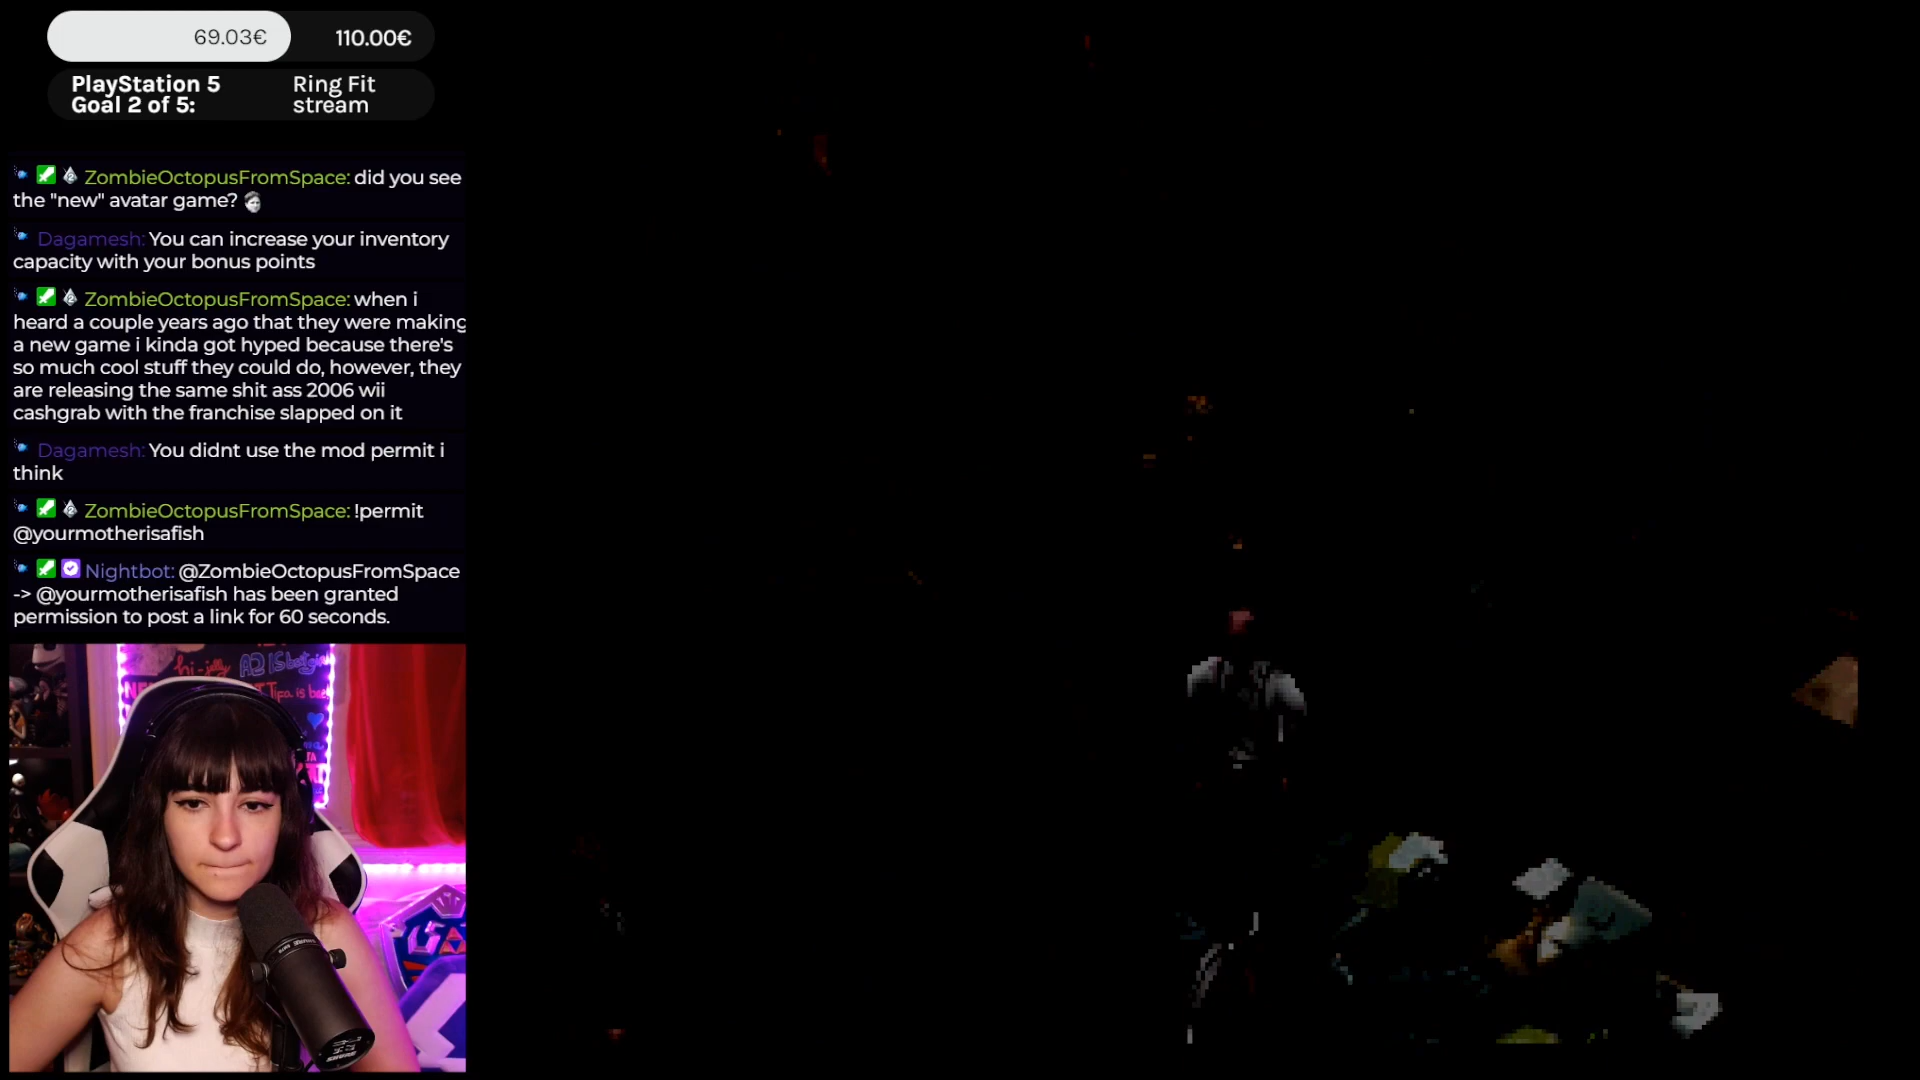 69.03€ 110.00€
PlayStation 5 Ring Fit
Goal 2 of 5: stream
ZombieOctopusFromSpace: did you see
the "new" avatar game?
Dagamesh: You can increase your inventory
capacity with your bonus points
ZombieOctopusFromSpace: when i
heard a couple years ago that they were making
a new game i kinda got hyped because there's
so much cool stuff they could do, however, they
are releasing the same shit ass 2006 wii
cashgrab with the franchise slapped on it
Dagamesh: You didnt use the mod permit i
think
ZombieOctopusFromSpace: !permit
@yourmotherisafish
Nightbot: @ZombieOctopusFromSpace
-> @yourmotherisafish has been granted
permission to post a link for 60 seconds.
hi-jelly
Tifa is
SHURE